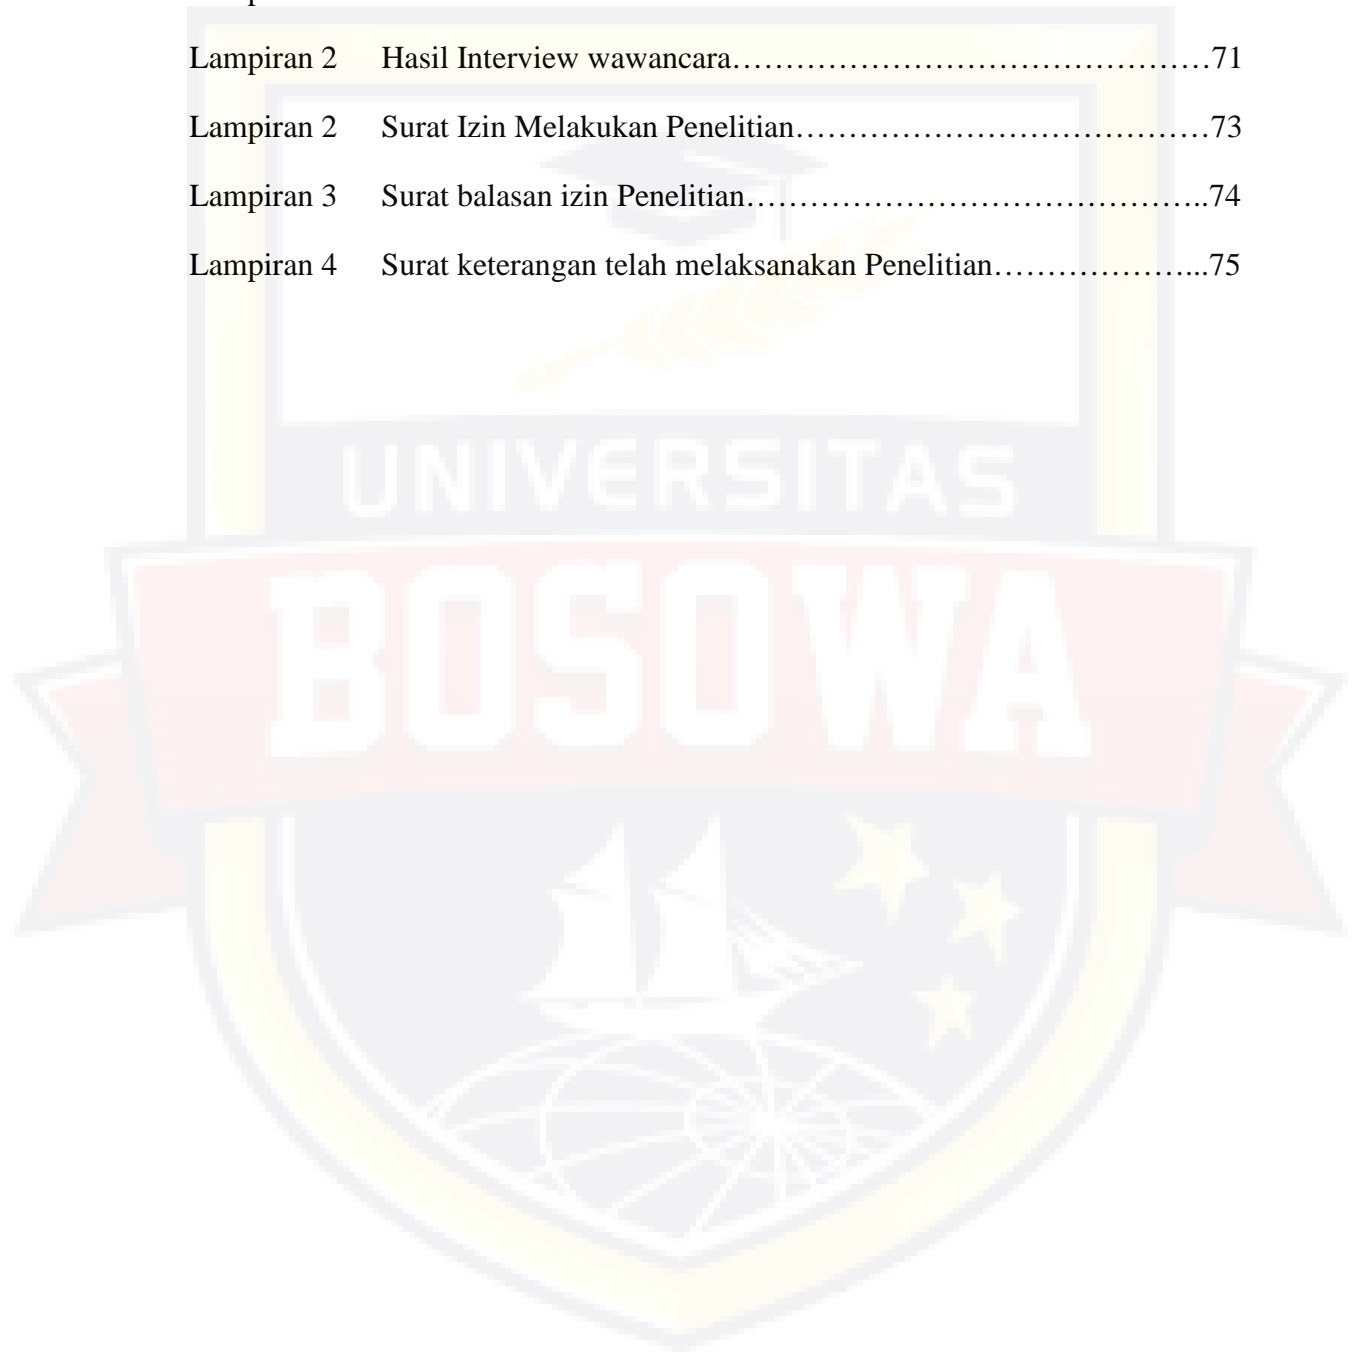 Lampiran 2 Hasil Interview wawancara………………………………………71
Lampiran 2 Surat Izin Melakukan Penelitian…………………………………73
Lampiran 3 Surat balasan izin Penelitian…………………………………..74
Lampiran 4 Surat keterangan telah melaksanakan Penelitian………………...75
UNIVERSITAS
BOSOWA